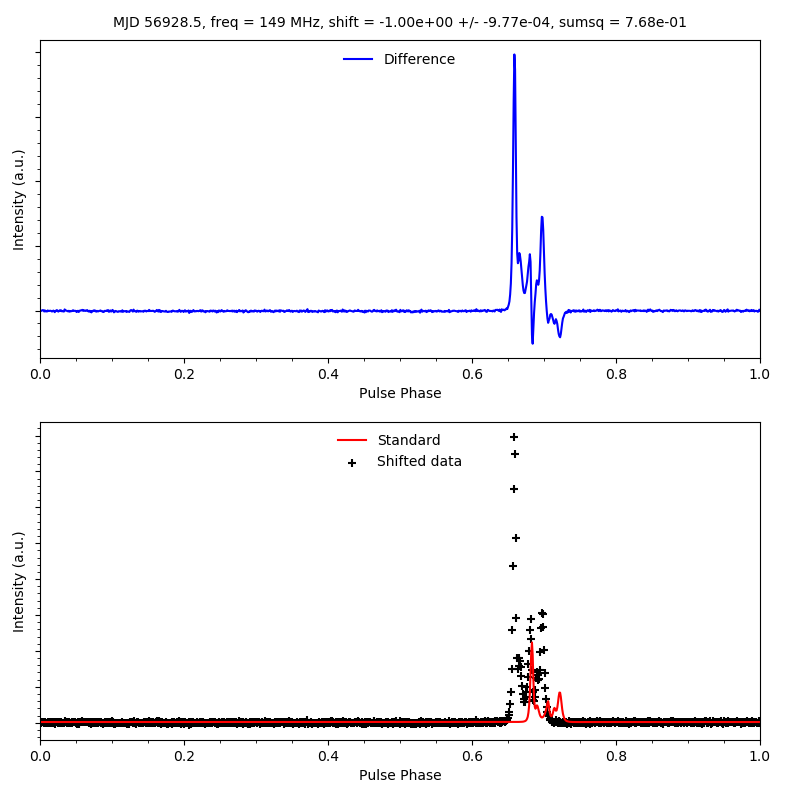 MJD 56928.5, freq = 149 MHz, shift = -1.00e+00 +/- -9.77e-04, sumsq = 7.68e-01
Difference
Intensity (a.u.)
0.0 0.2 0.4 0.6 0.8 1.0
Pulse Phase
Standard
Shifted data
Intensity (a.u.)
0.0 0.2 0.4 0.6 0.8 1.0
Pulse Phase